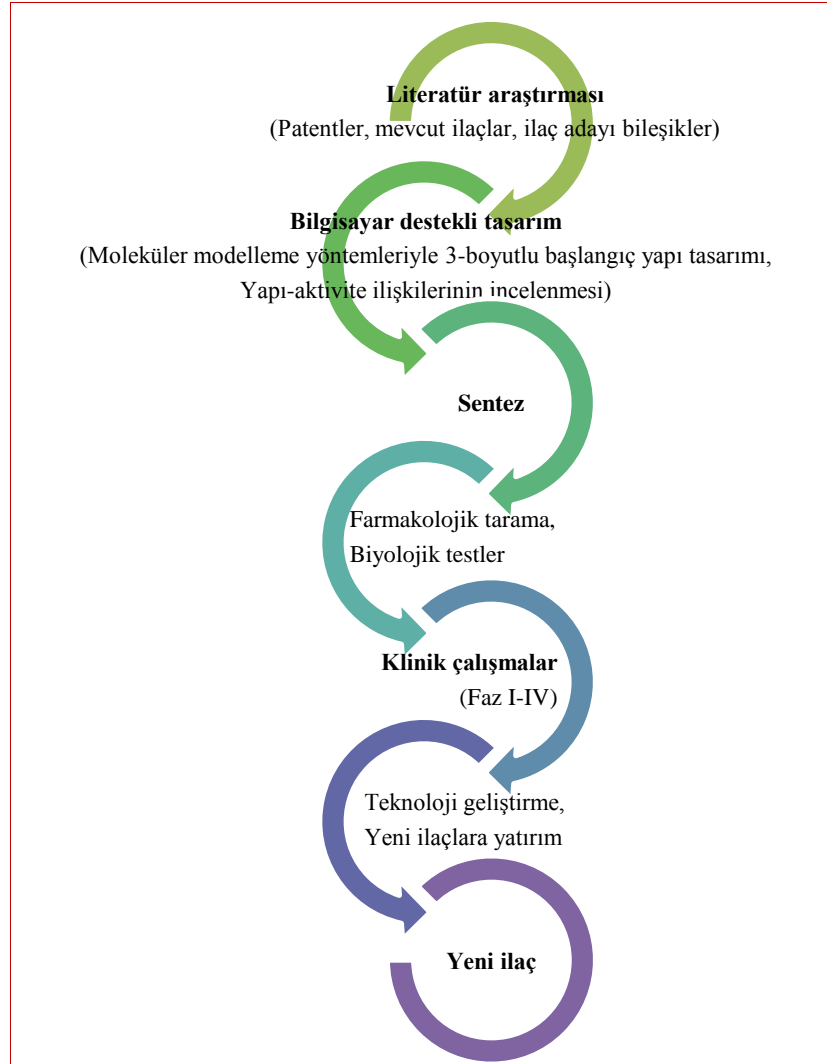 Literatür araştırması
(Patentler, mevcut ilaçlar, ilaç adayı bileşikler)
Bilgisayar destekli tasarım
(Moleküler modelleme yöntemleriyle 3-boyutlu başlangıç yapı tasarımı,
Yapı-aktivite ilişkilerinin incelenmesi)
Sentez
Farmakolojik tarama,
Biyolojik testler
Klinik çalışmalar
(Faz I-IV)
Teknoloji geliştirme,
Yeni ilaçlara yatırım
Yeni ilaç